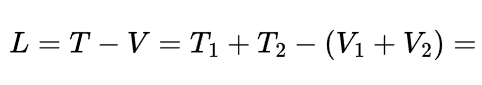 L = T − V = T₁ + T₂ − (V₁ + V₂) =